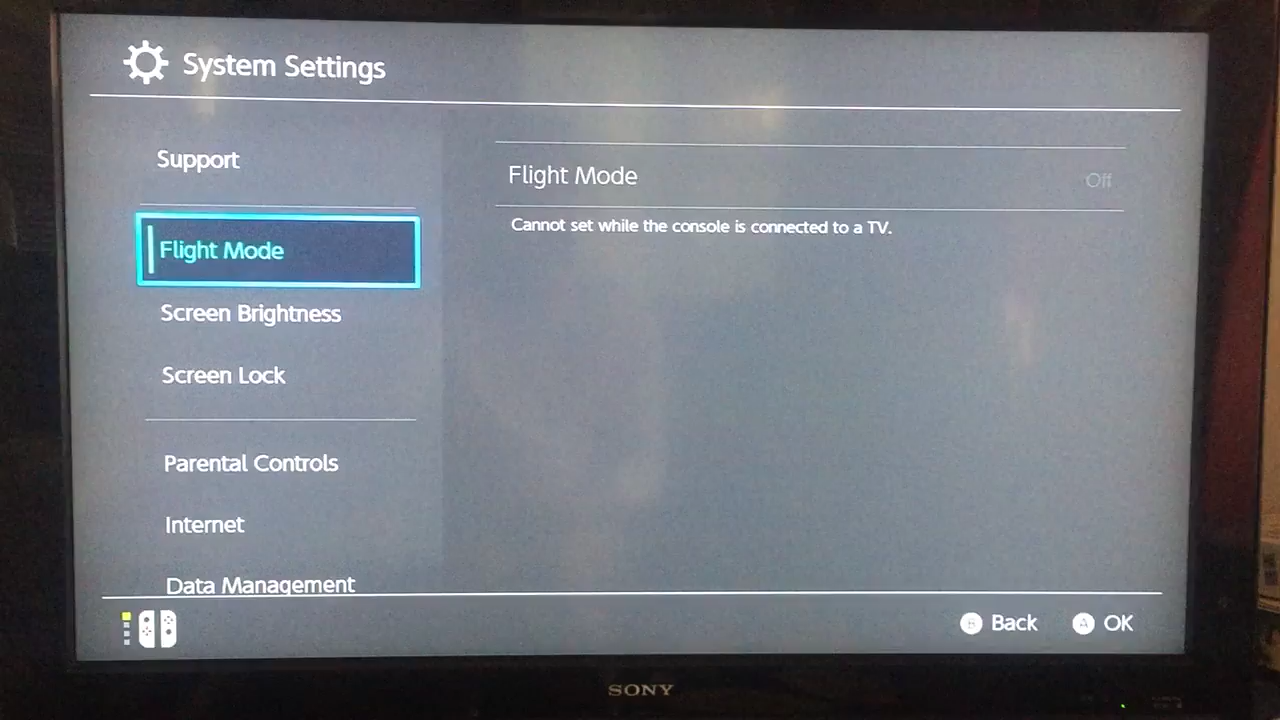 System Settings
Support
Flight Mode
Screen Brightness
Screen Lock
Parental Controls
Internet
Data Management
Flight Mode Off
Cannot set while the console is connected to a TV.
B Back A OK
SONY